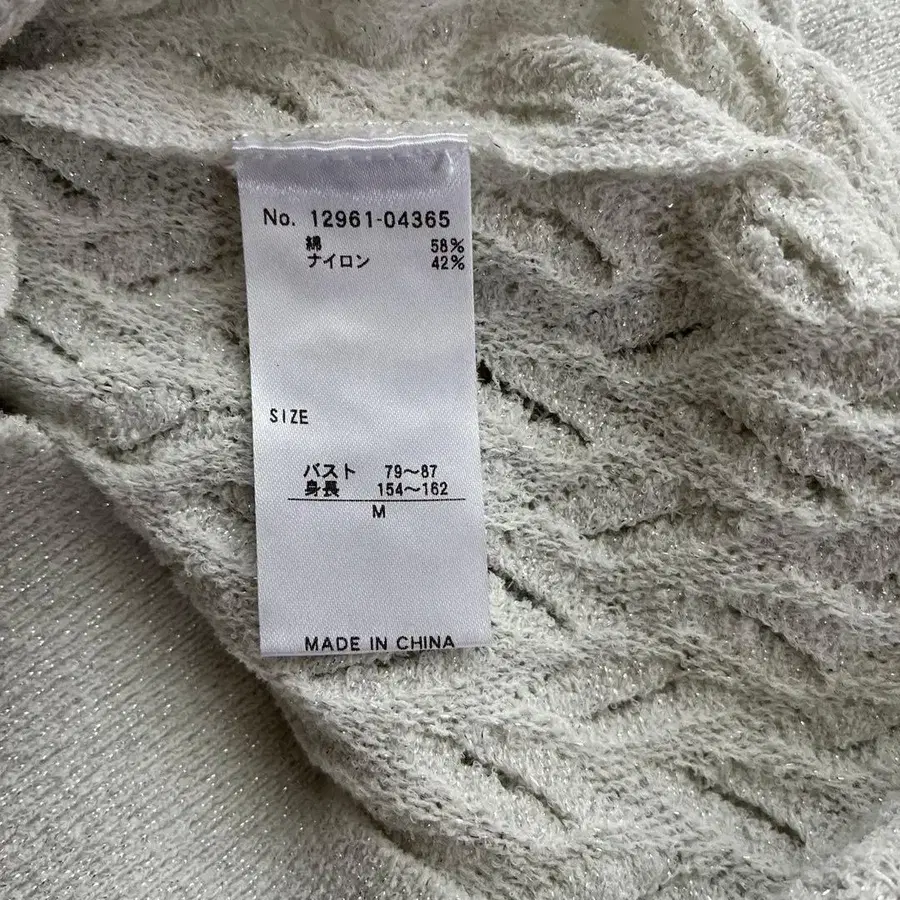 No. 12961-04365
綿 58%
ナイロン 42%
SIZE
バスト 79～87
身長 154～162
M
MADE IN CHINA